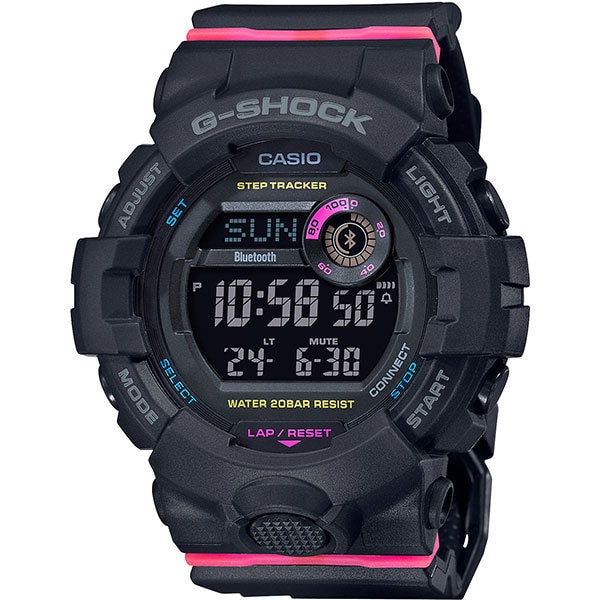 G-SHOCK
CASIO
STEP TRACKER
ADJUST
SET
LIGHT
SUN
100
80
60
40
20
Bluetooth
P 10:58 50
LT MUTE
24- 6-30
SELECT
MODE
CONNECT
STOP
START
WATER 20BAR RESIST
LAP / RESET